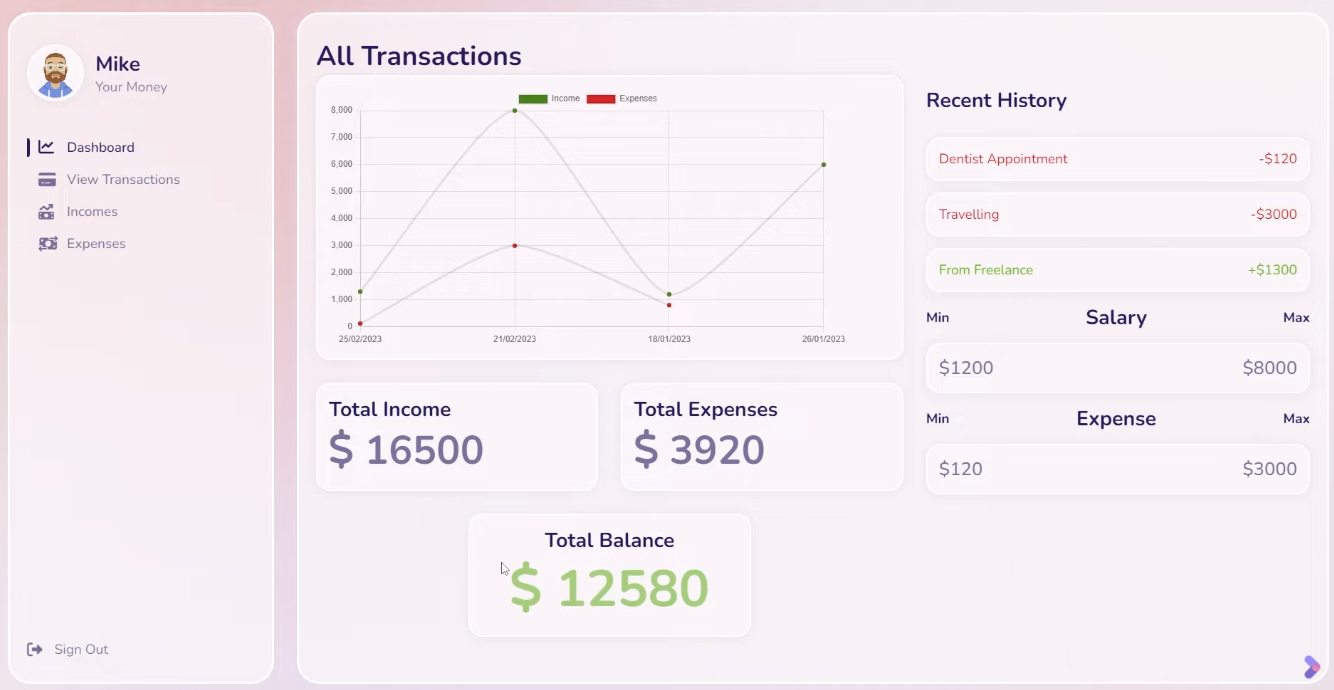 Mike
Your Money
Dashboard
View Transactions
Incomes
Expenses
Sign Out
All Transactions
Income Expenses
8,000
7,000
6,000
5,000
4,000
3,000
2,000
1,000
0
25/02/2023 21/02/2023 18/01/2023 26/01/2023
Total Income
$ 16500
Total Expenses
$ 3920
Total Balance
$ 12580
Recent History
Dentist Appointment -$120
Travelling -$3000
From Freelance +$1300
Min Salary Max
$1200 $8000
Min Expense Max
$120 $3000